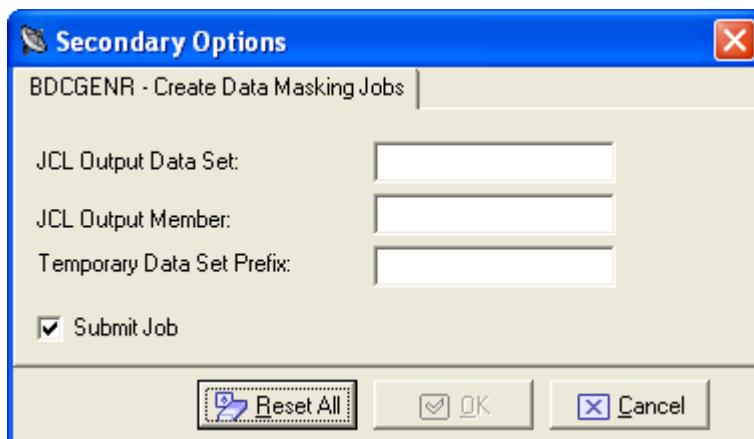 Secondary Options
BDCGENR - Create Data Masking Jobs
JCL Output Data Set:
JCL Output Member:
Temporary Data Set Prefix:
Submit Job
Reset All OK Cancel